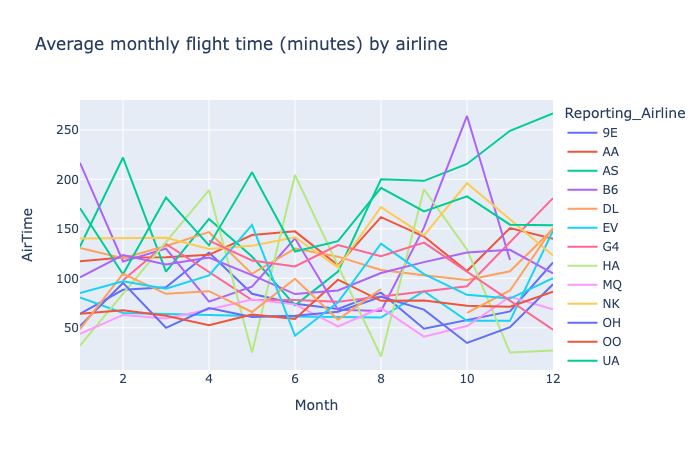 Average monthly flight time (minutes) by airline
Reporting_Airline
9E
AA
AS
B6
DL
EV
G4
HA
MQ
NK
OH
OO
UA
AirTime
250
200
150
100
50
2 4 6 8 10 12
Month